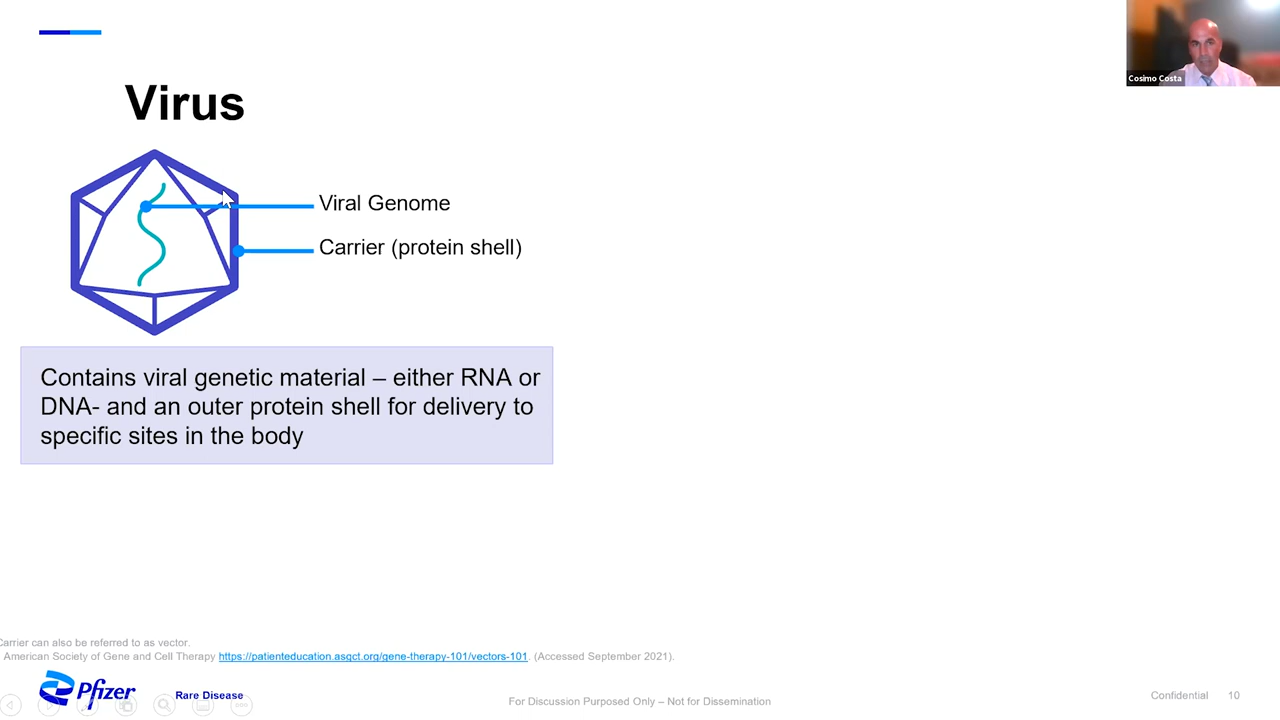 Cosimo Costa
Virus
Viral Genome
Carrier (protein shell)
Contains viral genetic material – either RNA or
DNA- and an outer protein shell for delivery to
specific sites in the body
Carrier can also be referred to as vector.
American Society of Gene and Cell Therapy https://patienteducation.asgct.org/gene-therapy-101/vectors-101. (Accessed September 2021).
Pfizer
Rare Disease
For Discussion Purposed Only – Not for Dissemination
Confidential 10